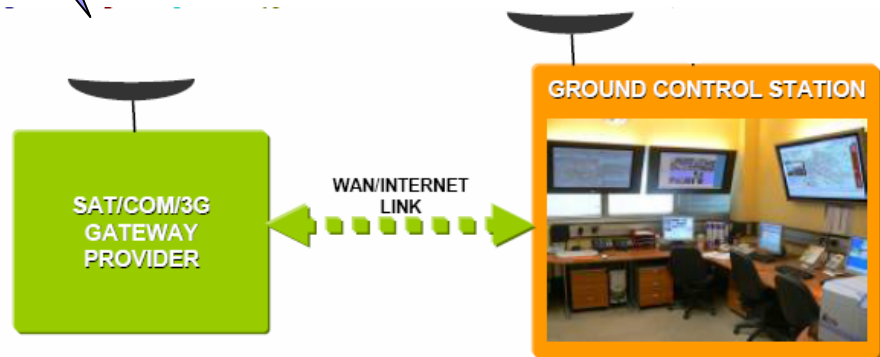 GROUND CONTROL STATION
SAT/COM/3G
GATEWAY
PROVIDER
WAN/INTERNET
LINK